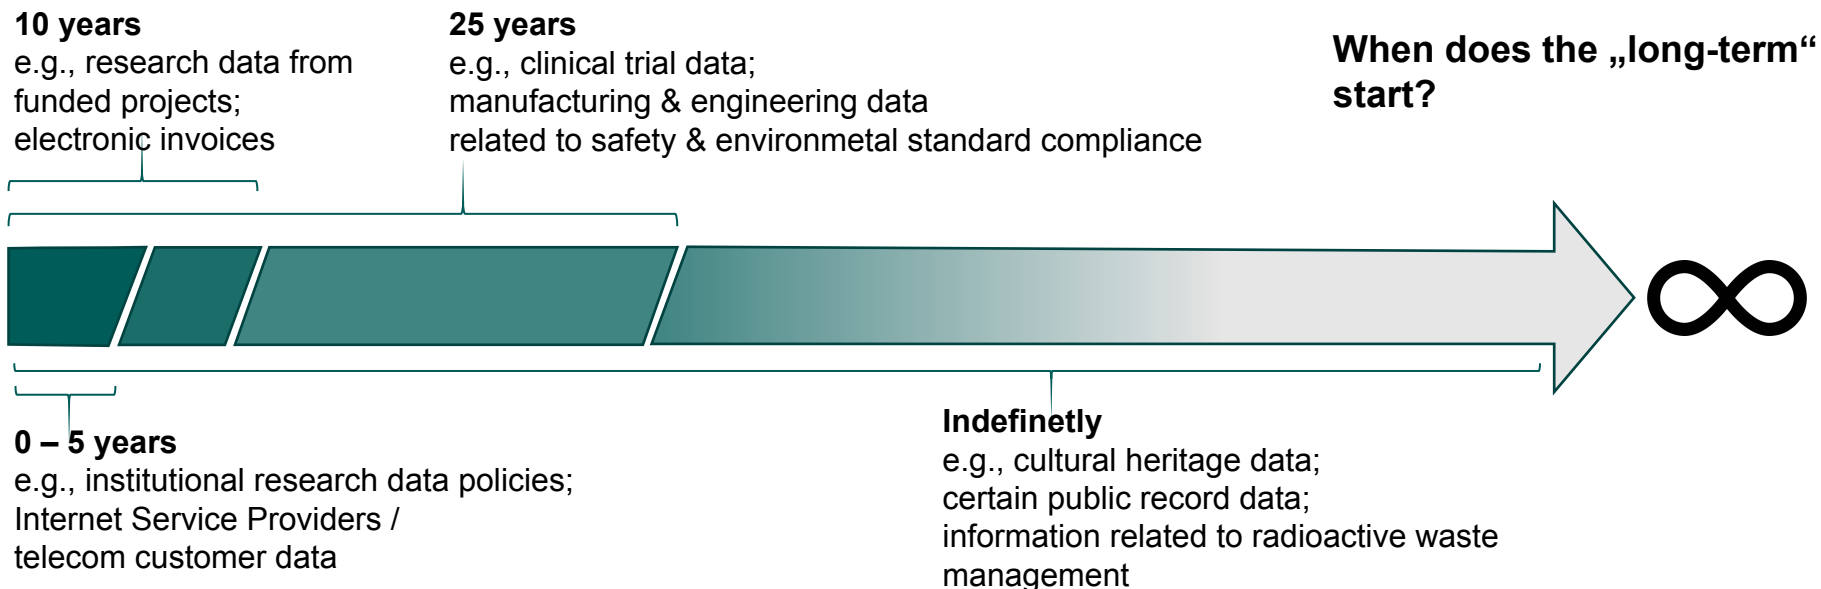 10 years
e.g., research data from
funded projects;
electronic invoices
25 years
e.g., clinical trial data;
manufacturing & engineering data
related to safety & environmetal standard compliance
When does the „long-term“
start?
0 – 5 years
e.g., institutional research data policies;
Internet Service Providers /
telecom customer data
Indefinetly
e.g., cultural heritage data;
certain public record data;
information related to radioactive waste
management